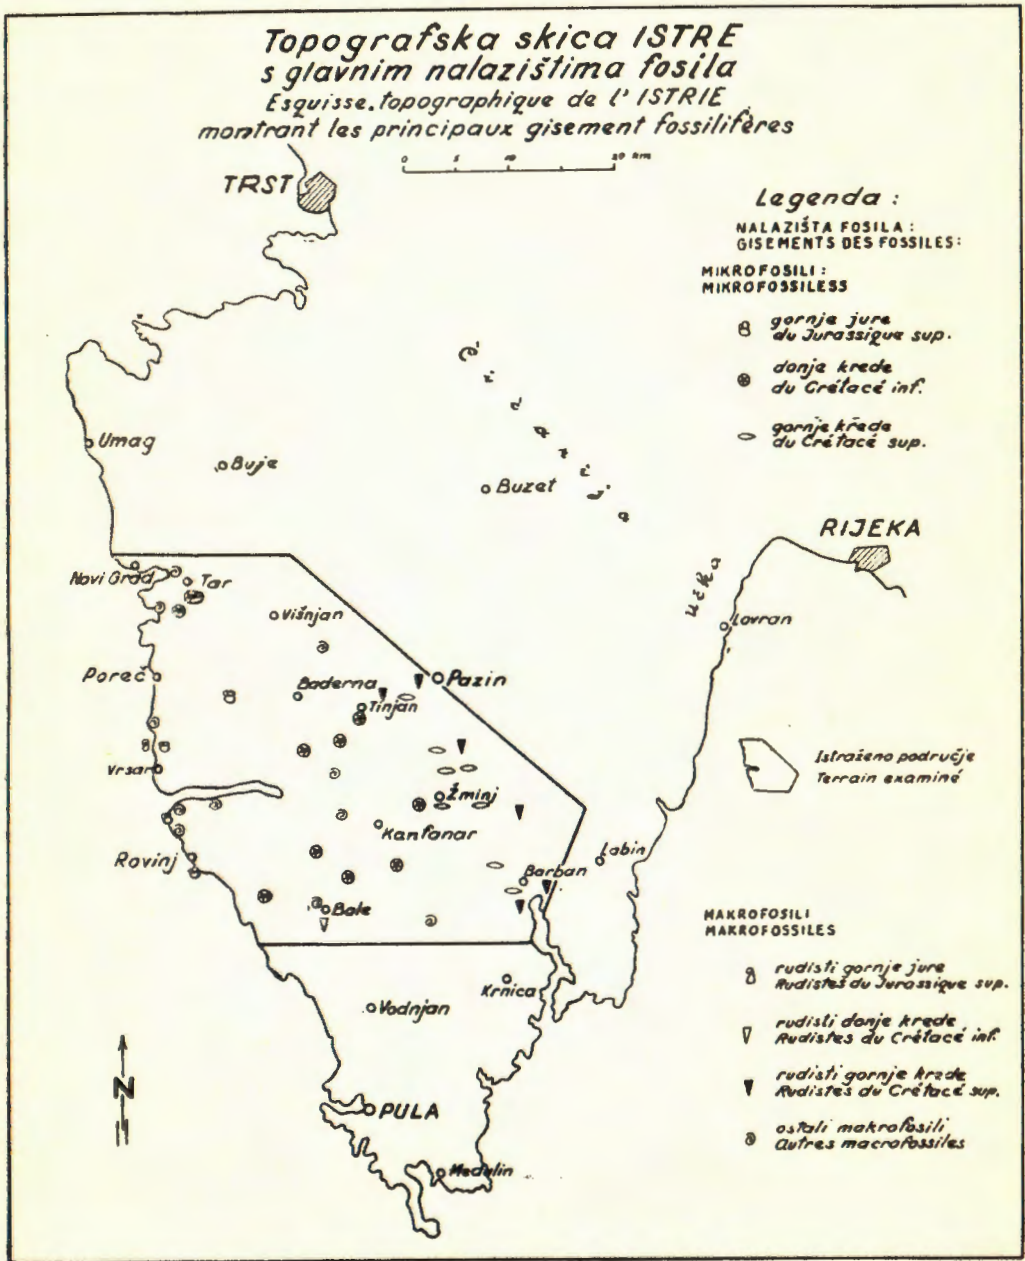 Topografska skica ISTRE
s glavnim nalazištima fosila
Esquisse.topographique de l'ISTRIE
montrant les principaux gisement fossilifères
0 5 10 20 km
TRST
Legenda :
NALAZIŠTA FOSILA :
GISEMENTS DES FOSSILES:
MIKROFOSILI :
MIKROFOSSILESS
gornje jure
du Jurassique sup.
donje krede
du Crétacé inf.
gornje krede
du Crétacé sup.
Ćićarija
Umag
Buje
Buzet
RIJEKA
Učka
Novi Grad
Tar
Višnjan
Lovran
Poreč
Baderna
Pazin
Tinjan
Vrsar
Istraženo područje
Terrain examiné
Žminj
Kanfanar
Rovinj
Labin
Barban
Bale
MAKROFOSILI
MAKROFOSSILES
rudisti gornje jure
Rudistes du Jurassique sup.
Krnica
Vodnjan
rudisti donje krede
Rudistes du Crétacé inf.
rudisti gornje krede
Rudistes du Crétacé sup.
N
PULA
ostali makrofosili
Autres macrofossiles
Medulin